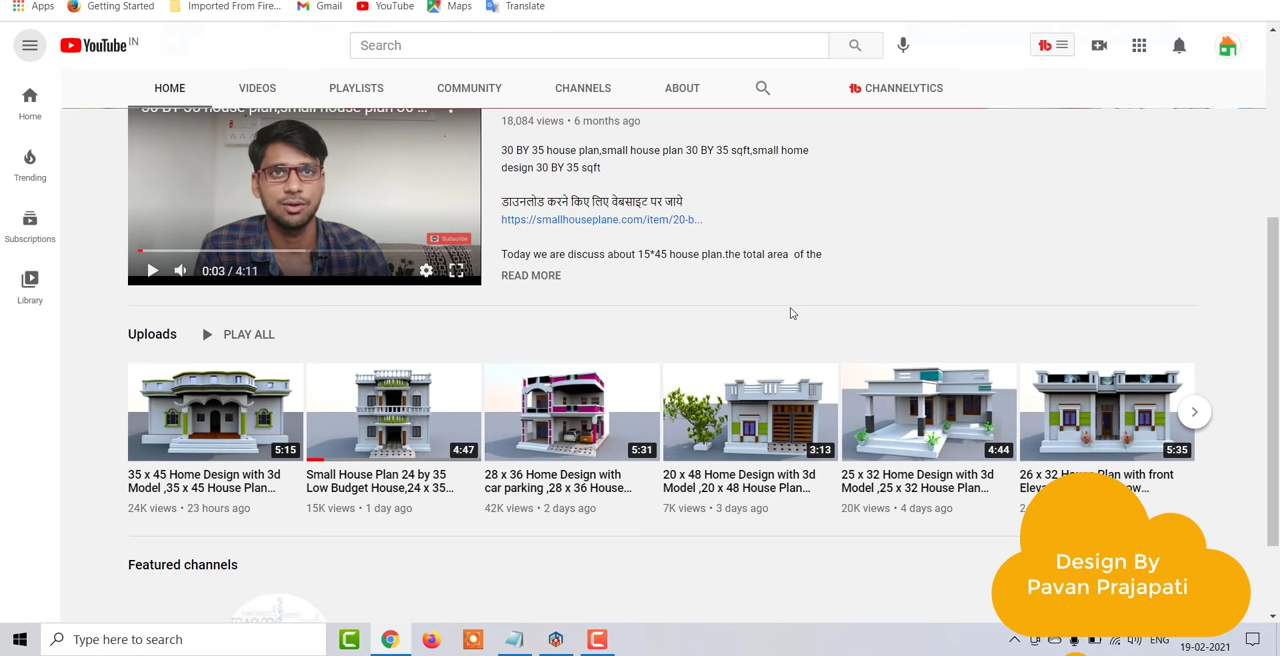 Apps Getting Started Imported From Fire... Gmail YouTube Maps Translate
YouTube IN
Search
HOME VIDEOS PLAYLISTS COMMUNITY CHANNELS ABOUT CHANNELYTICS
Home
Trending
Subscriptions
Library
18,084 views • 6 months ago
30 BY 35 house plan,small house plan 30 BY 35 sqft,small home
design 30 BY 35 sqft
डाउनलोड करने किए लिए वेबसाइट पर जाये
https://smallhouseplane.com/item/20-b...
Today we are discuss about 15*45 house plan.the total area of the
READ MORE
Subscribe
0:03 / 4:11
Uploads PLAY ALL
5:15
35 x 45 Home Design with 3d
Model ,35 x 45 House Plan...
24K views • 23 hours ago
4:47
Small House Plan 24 by 35
Low Budget House,24 x 35...
15K views • 1 day ago
5:31
28 x 36 Home Design with
car parking ,28 x 36 House...
42K views • 2 days ago
3:13
20 x 48 Home Design with 3d
Model ,20 x 48 House Plan...
7K views • 3 days ago
4:44
25 x 32 Home Design with 3d
Model ,25 x 32 House Plan...
20K views • 4 days ago
5:35
26 x 32 House Plan with front
Featured channels
Design By
Pavan Prajapati
Type here to search
ENG
19-02-2021